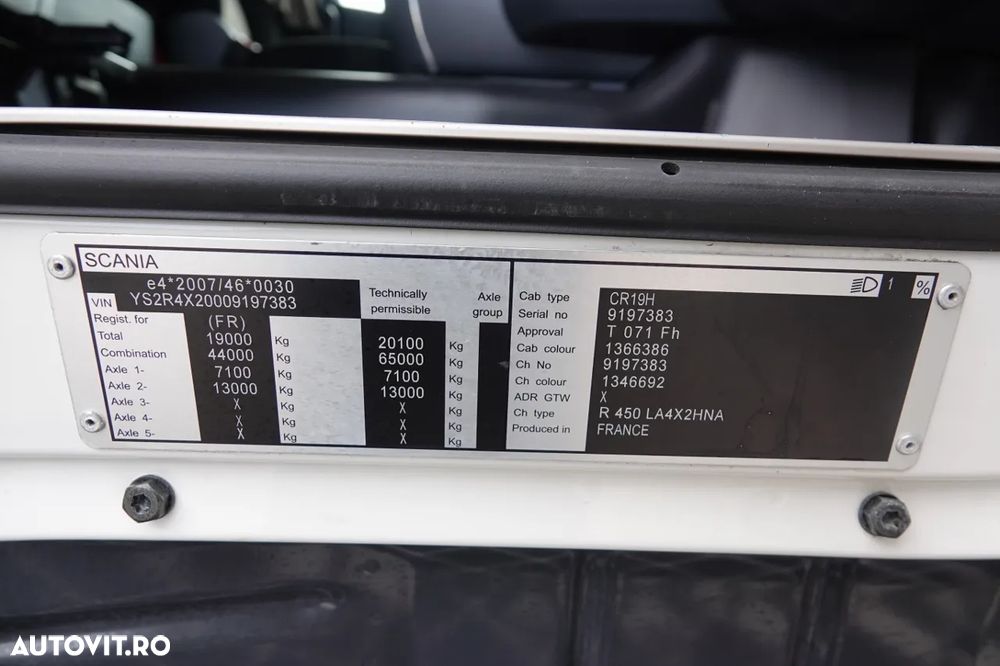 SCANIA
e4*2007/46*0030
VIN YS2R4X20009197383
Regist. for (FR)
Technically permissible Axle group
Total 19000 Kg 20100 Kg
Combination 44000 Kg 65000 Kg
Axle 1- 7100 Kg 7100 Kg
Axle 2- 13000 Kg 13000 Kg
Axle 3- X Kg X Kg
Axle 4- X Kg X Kg
Axle 5- X Kg X Kg
1 %
Cab type CR19H
Serial no 9197383
Approval T 071 Fh
Cab colour 1366386
Ch No 9197383
Ch colour 1346692
ADR GTW X
Ch type R 450 LA4X2HNA
Produced in FRANCE
AUTOVIT.RO